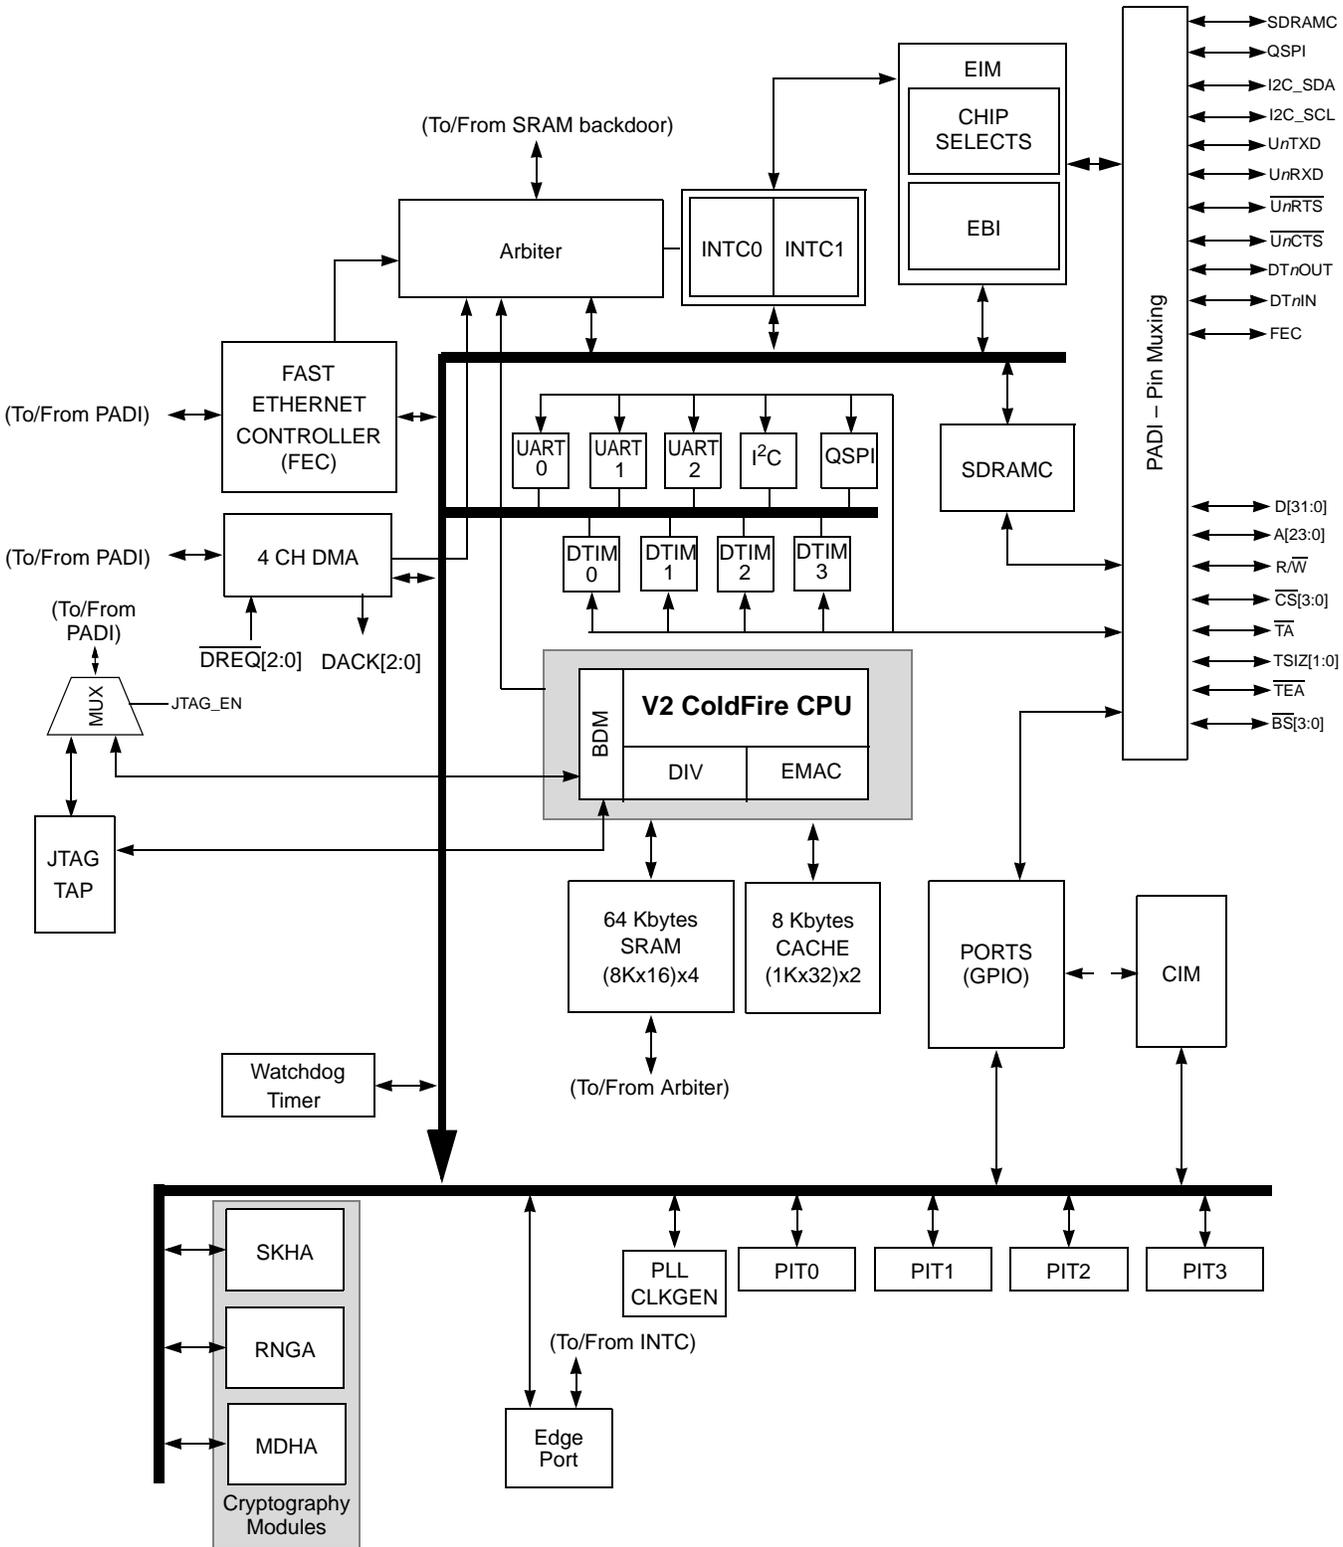 SDRAMC
QSPI
I2C_SDA
I2C_SCL
UnTXD
UnRXD
UnRTS
UnCTS
DTnOUT
DTnIN
FEC
PADI – Pin Muxing
D[31:0]
A[23:0]
R/W
CS[3:0]
TA
TSIZ[1:0]
TEA
BS[3:0]
EIM
CHIP
SELECTS
EBI
(To/From SRAM backdoor)
Arbiter
INTC0
INTC1
FAST
ETHERNET
CONTROLLER
(FEC)
(To/From PADI)
UART
0
UART
1
UART
2
I²C
QSPI
SDRAMC
(To/From PADI)
4 CH DMA
DTIM
0
DTIM
1
DTIM
2
DTIM
3
(To/From
PADI)
DREQ[2:0]
DACK[2:0]
MUX
JTAG_EN
BDM
V2 ColdFire CPU
DIV
EMAC
JTAG
TAP
64 Kbytes
SRAM
(8Kx16)x4
8 Kbytes
CACHE
(1Kx32)x2
PORTS
(GPIO)
CIM
(To/From Arbiter)
Watchdog
Timer
SKHA
RNGA
MDHA
Cryptography
Modules
PLL
CLKGEN
PIT0
PIT1
PIT2
PIT3
(To/From INTC)
Edge
Port